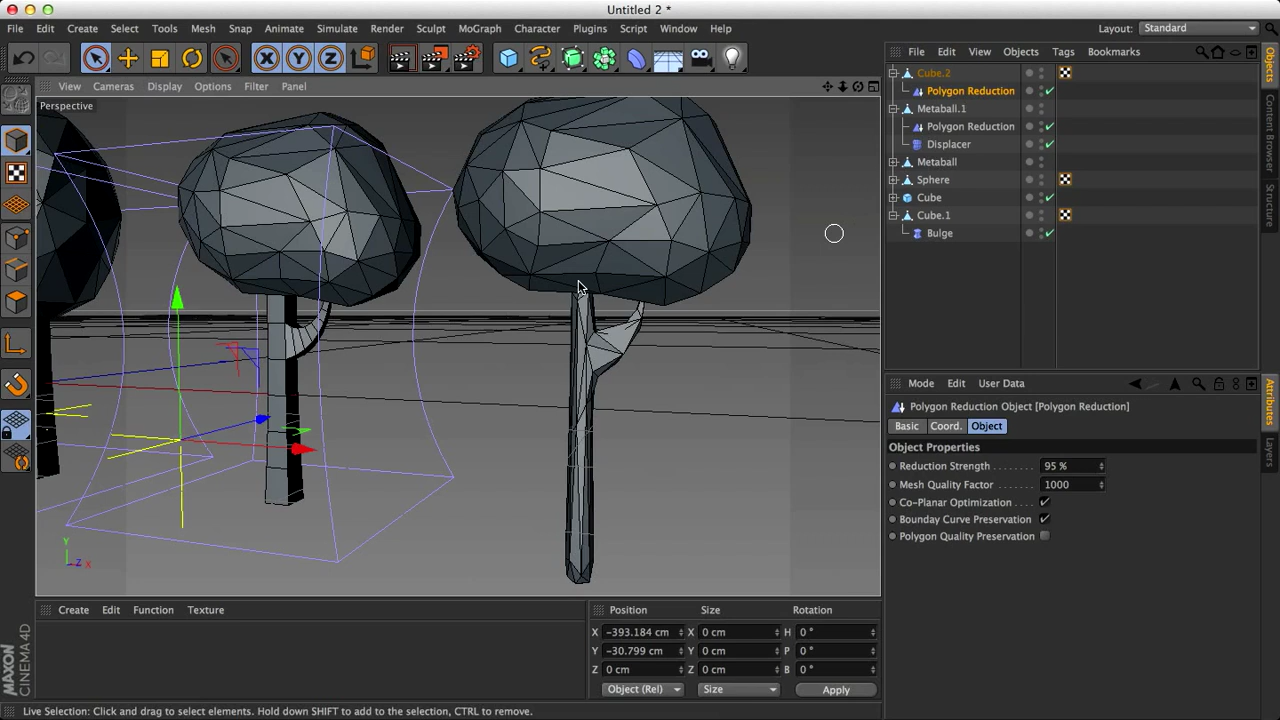 Untitled 2 *
File Edit Create Select Tools Mesh Snap Animate Simulate Render Sculpt MoGraph Character Plugins Script Window Help
Layout: Standard
X Y Z
View Cameras Display Options Filter Panel
Perspective
File Edit View Objects Tags Bookmarks
Cube.2
Polygon Reduction
Metaball.1
Polygon Reduction
Displacer
Metaball
Sphere
Cube
Cube.1
Bulge
Objects
Content Browser
Structure
Mode Edit User Data
Polygon Reduction Object [Polygon Reduction]
Basic Coord. Object
Object Properties
Reduction Strength . . . . . . . 95 %
Mesh Quality Factor . . . . . . 1000
Co-Planar Optimization . . . .
Bounday Curve Preservation
Polygon Quality Preservation
Attributes
Layers
Y
Z X
Create Edit Function Texture
Position Size Rotation
X -393.184 cm X 0 cm H 0 °
Y -30.799 cm Y 0 cm P 0 °
Z 0 cm Z 0 cm B 0 °
Object (Rel) Size Apply
MAXON
CINEMA 4D
Live Selection: Click and drag to select elements. Hold down SHIFT to add to the selection, CTRL to remove.